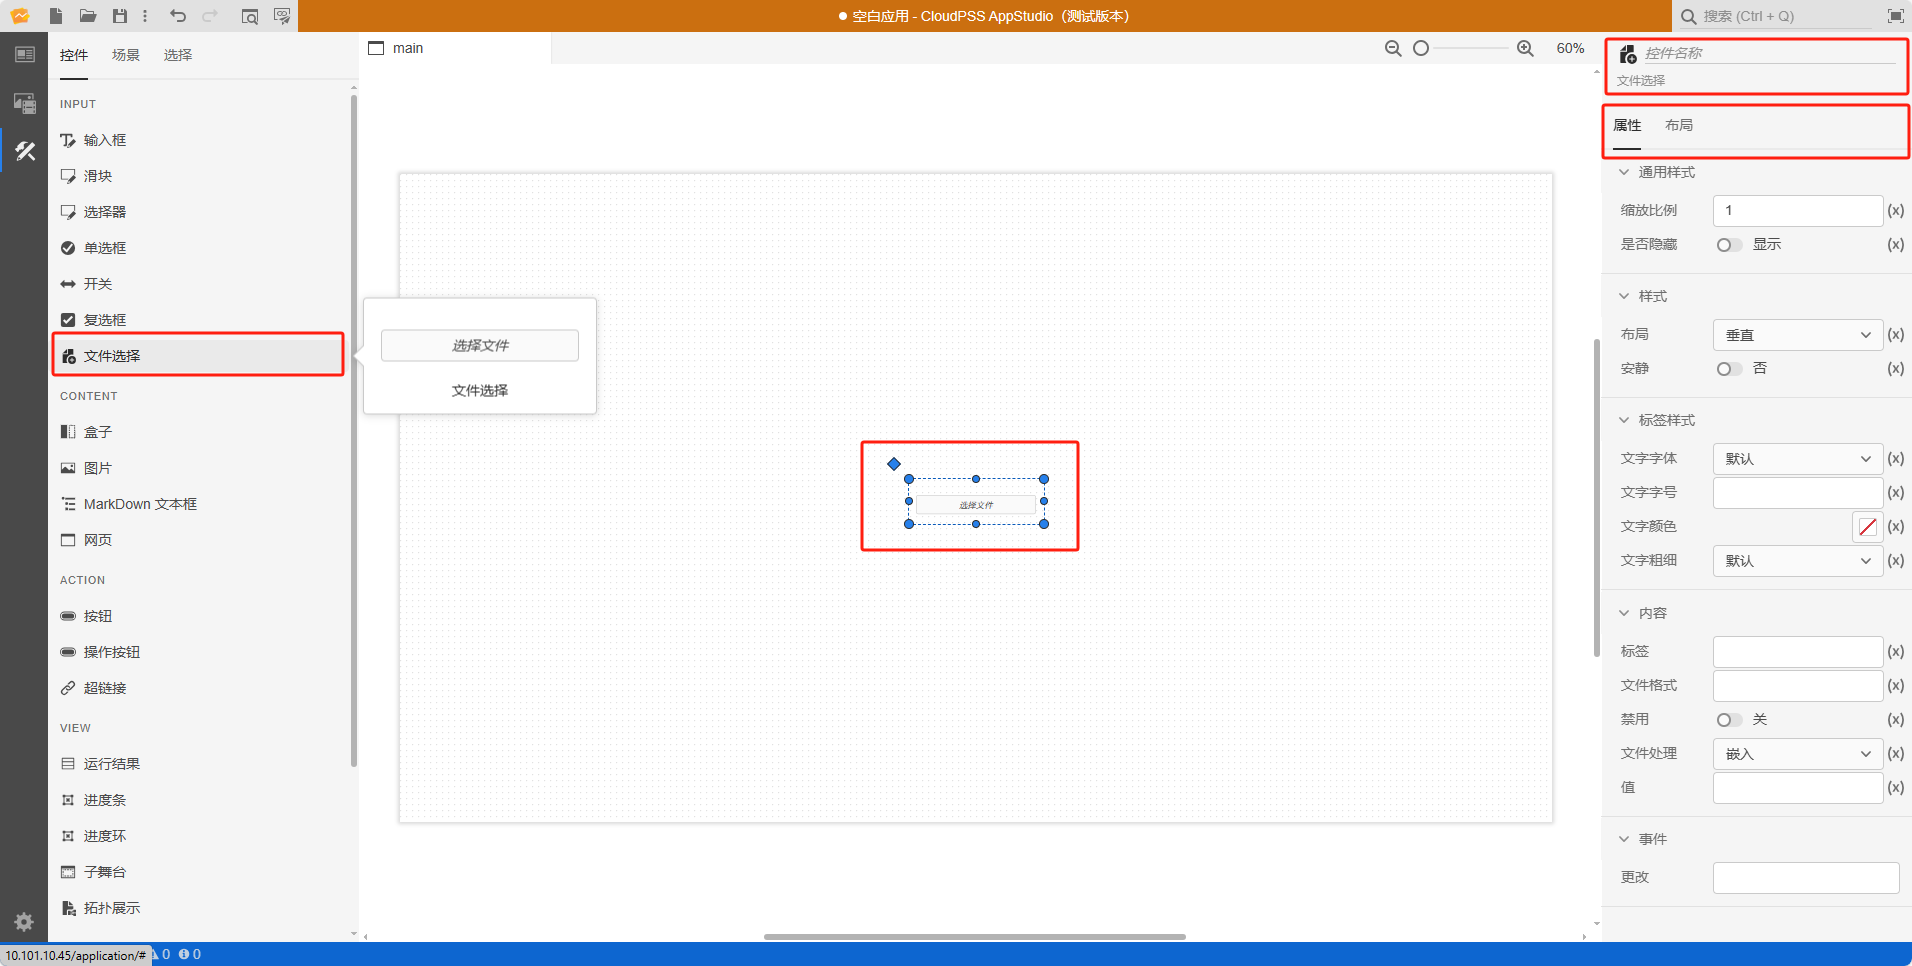 空白应用 - CloudPSS AppStudio（测试版本）
搜索 (Ctrl + Q)
控件
场景
选择
INPUT
输入框
滑块
选择器
单选框
开关
复选框
文件选择
CONTENT
盒子
图片
MarkDown 文本框
网页
ACTION
按钮
操作按钮
超链接
VIEW
运行结果
进度条
进度环
子舞台
拓扑展示
main
60%
选择文件
文件选择
选择文件
控件名称
文件选择
属性
布局
通用样式
缩放比例
1
(x)
是否隐藏
显示
(x)
样式
布局
垂直
(x)
安静
否
(x)
标签样式
文字字体
默认
(x)
文字字号
(x)
文字颜色
(x)
文字粗细
默认
(x)
内容
标签
(x)
文件格式
(x)
禁用
关
(x)
文件处理
嵌入
(x)
值
(x)
事件
更改
10.101.10.45/application/#
0
0